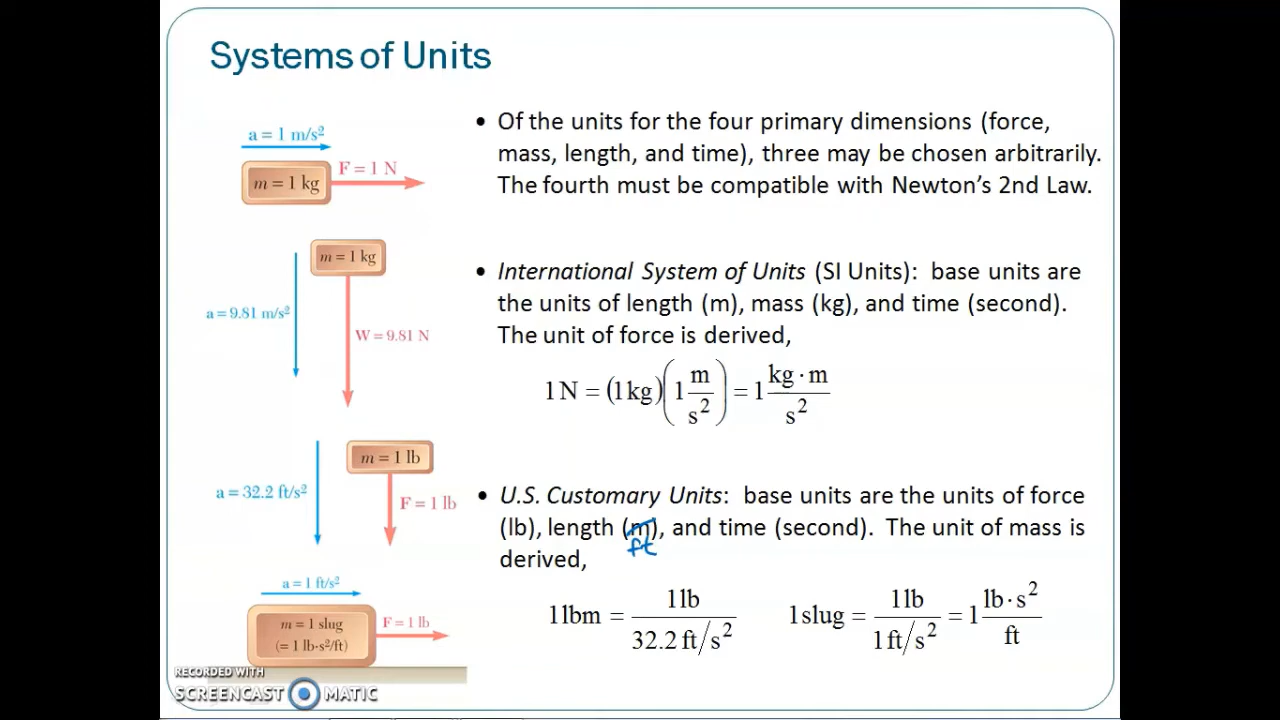 Systems of Units
a = 1 m/s²
F = 1 N
m = 1 kg
m = 1 kg
a = 9.81 m/s²
W = 9.81 N
m = 1 lb
a = 32.2 ft/s²
F = 1 lb
a = 1 ft/s²
m = 1 slug
(= 1 lb·s²/ft)
F = 1 lb
• Of the units for the four primary dimensions (force,
mass, length, and time), three may be chosen arbitrarily.
The fourth must be compatible with Newton's 2nd Law.
• International System of Units (SI Units): base units are
the units of length (m), mass (kg), and time (second).
The unit of force is derived,
1 N = (1 kg)(1 m/s²) = 1 kg·m/s²
• U.S. Customary Units: base units are the units of force
(lb), length (m), and time (second). The unit of mass is
ft
derived,
1 lbm = 1 lb / 32.2 ft/s²
1 slug = 1 lb / 1 ft/s² = 1 lb·s²/ft
RECORDED WITH
SCREENCAST MATIC